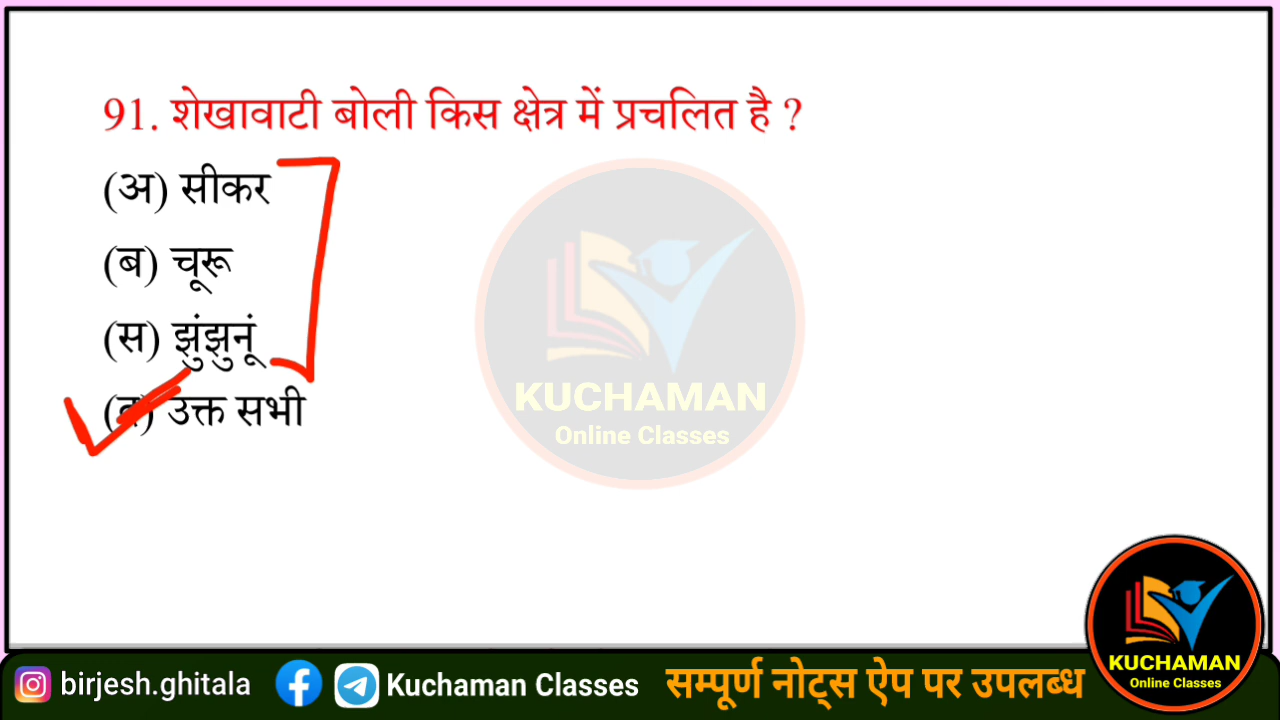 91. शेखावाटी बोली किस क्षेत्र में प्रचलित है ?
(अ) सीकर
(ब) चूरू
(स) झुंझुनूं
(द) उक्त सभी
KUCHAMAN
Online Classes
KUCHAMAN
Online Classes
birjesh.ghitala
Kuchaman Classes
सम्पूर्ण नोट्स ऐप पर उपलब्ध